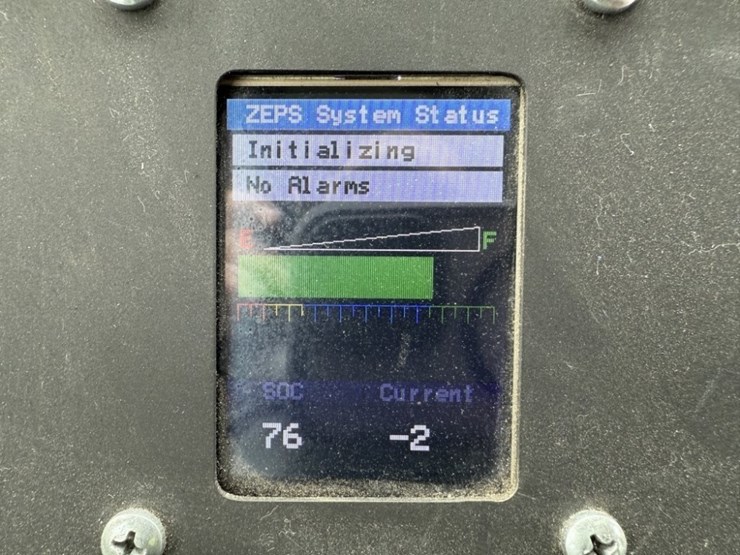 ZEPS System Status
Initializing
No Alarms
E F
SOC Current
76 -2